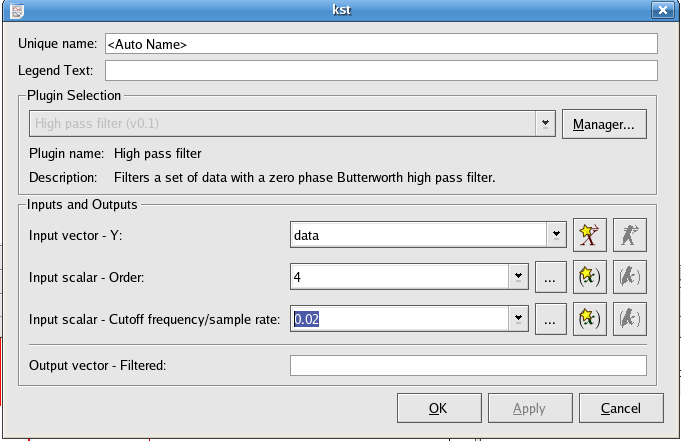 kst
Unique name: <Auto Name>
Legend Text:
Plugin Selection
High pass filter (v0.1) Manager...
Plugin name: High pass filter
Description: Filters a set of data with a zero phase Butterworth high pass filter.
Inputs and Outputs
Input vector - Y: data
Input scalar - Order: 4 ...
Input scalar - Cutoff frequency/sample rate: 0.02 ...
Output vector - Filtered:
OK Apply Cancel